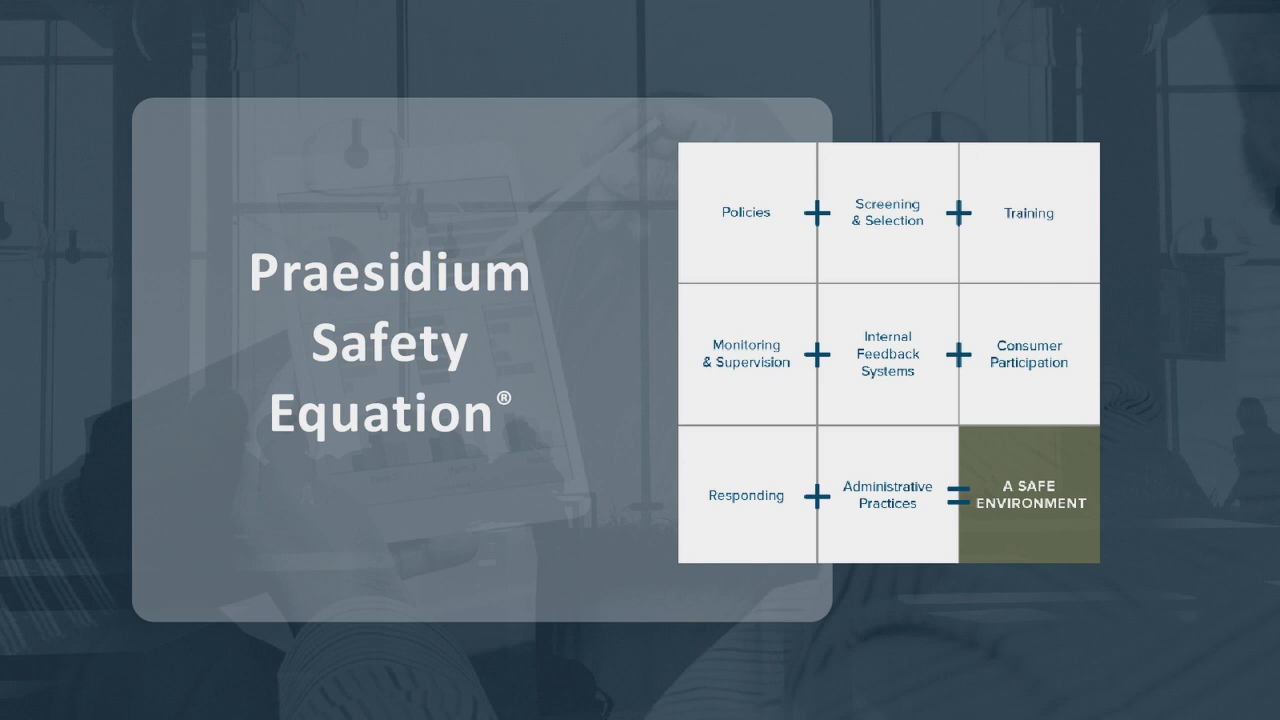 Praesidium
Safety
Equation®
Policies + Screening & Selection + Training
Monitoring & Supervision + Internal Feedback Systems + Consumer Participation
Responding + Administrative Practices = A SAFE ENVIRONMENT